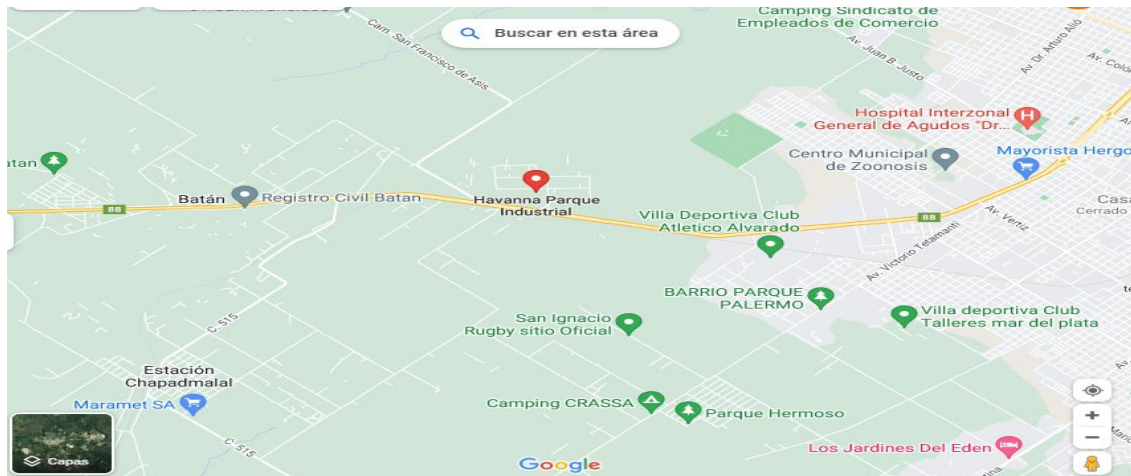 Camping Sindicato de
Empleados de Comercio
Buscar en esta área
Cam. San Francisco de Asis
Av. Juan B. Justo
Av. Dr. Arturo Alió
Av. Coló
Hospital Interzonal
General de Agudos "Dr...
H
Centro Municipal
de Zoonosis
Mayorista Hergo
atan
Batán
Registro Civil Batan
88
Havanna Parque
Industrial
Villa Deportiva Club
Atletico Alvarado
88
Av. Vertiz
Casa
Cerrado
Av. Victorio Tetamanti
BARRIO PARQUE
PALERMO
Villa deportiva Club
Talleres mar del plata
San Ignacio
Rugby sitio Oficial
C. 515
Estación
Chapadmalal
Maramet SA
Camping CRASSA
Parque Hermoso
C. 515
Los Jardines Del Eden
Capas
Google